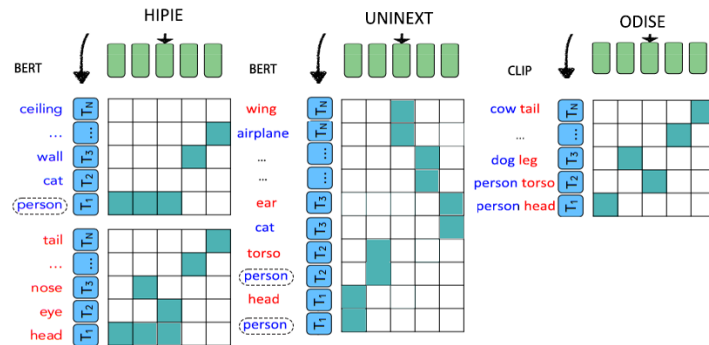 HIPIE
BERT
ceiling T_N
... ...
wall T_3
cat T_2
person T_1
tail T_N
... ...
nose T_3
eye T_2
head T_1
UNINEXT
BERT
wing T_N
airplane T_N
... ...
... ...
ear T_3
cat T_3
torso T_2
person T_2
head T_1
person T_1
ODISE
CLIP
cow tail T_N
... ...
dog leg T_3
person torso T_2
person head T_1